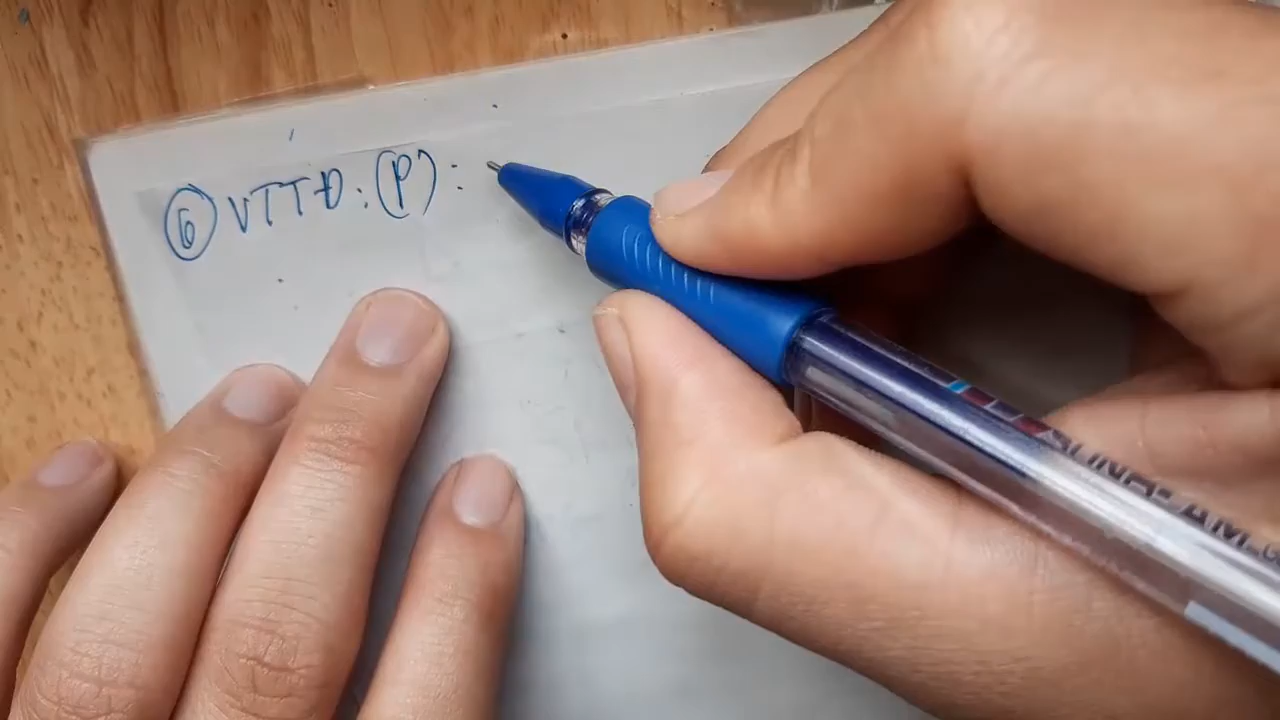 ⑥ VTTĐ : (P) :